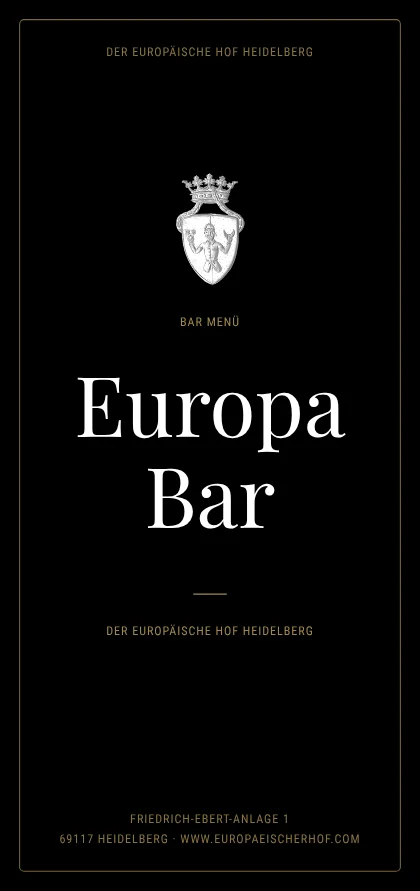 DER EUROPÄISCHE HOF HEIDELBERG
BAR MENÜ
Europa
Bar
DER EUROPÄISCHE HOF HEIDELBERG
FRIEDRICH-EBERT-ANLAGE 1
69117 HEIDELBERG · WWW.EUROPAEISCHERHOF.COM